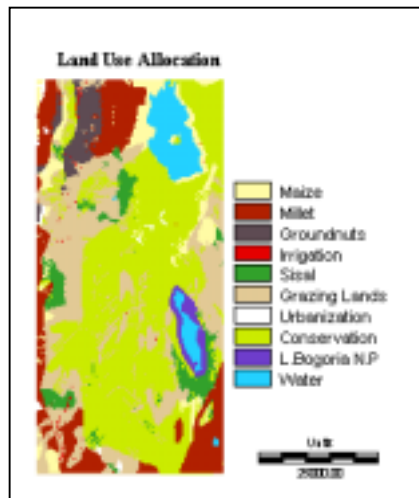 Land Use Allocation
Maize
Millet
Groundnuts
Irrigation
Sisal
Grazing Lands
Urbanization
Conservation
L.Bogoria N.P
Water